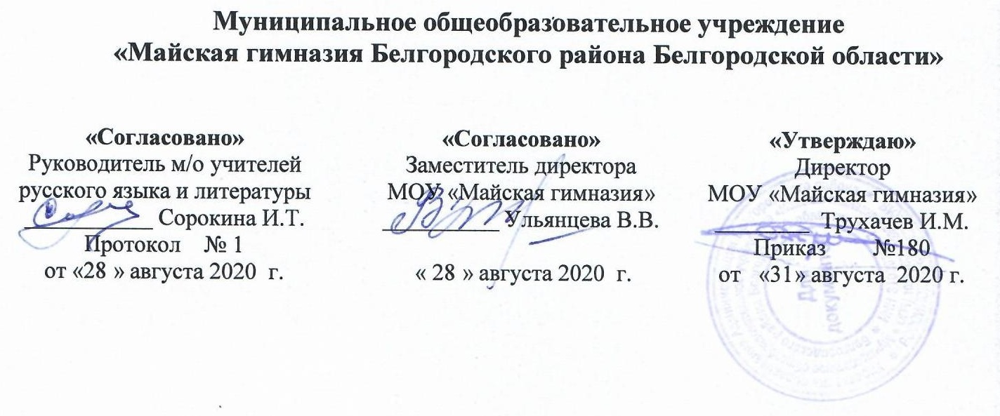 Муниципальное общеобразовательное учреждение
«Майская гимназия Белгородского района Белгородской области»
«Согласовано»
Руководитель м/о учителей
русского языка и литературы
____________ Сорокина И.Т.
Протокол № 1
от «28 » августа 2020 г.
«Согласовано»
Заместитель директора
МОУ «Майская гимназия»
___________ Ульянцева В.В.
« 28 » августа 2020 г.
«Утверждаю»
Директор
МОУ «Майская гимназия»
_________ Трухачев И.М.
Приказ №180
от «31» августа 2020 г.